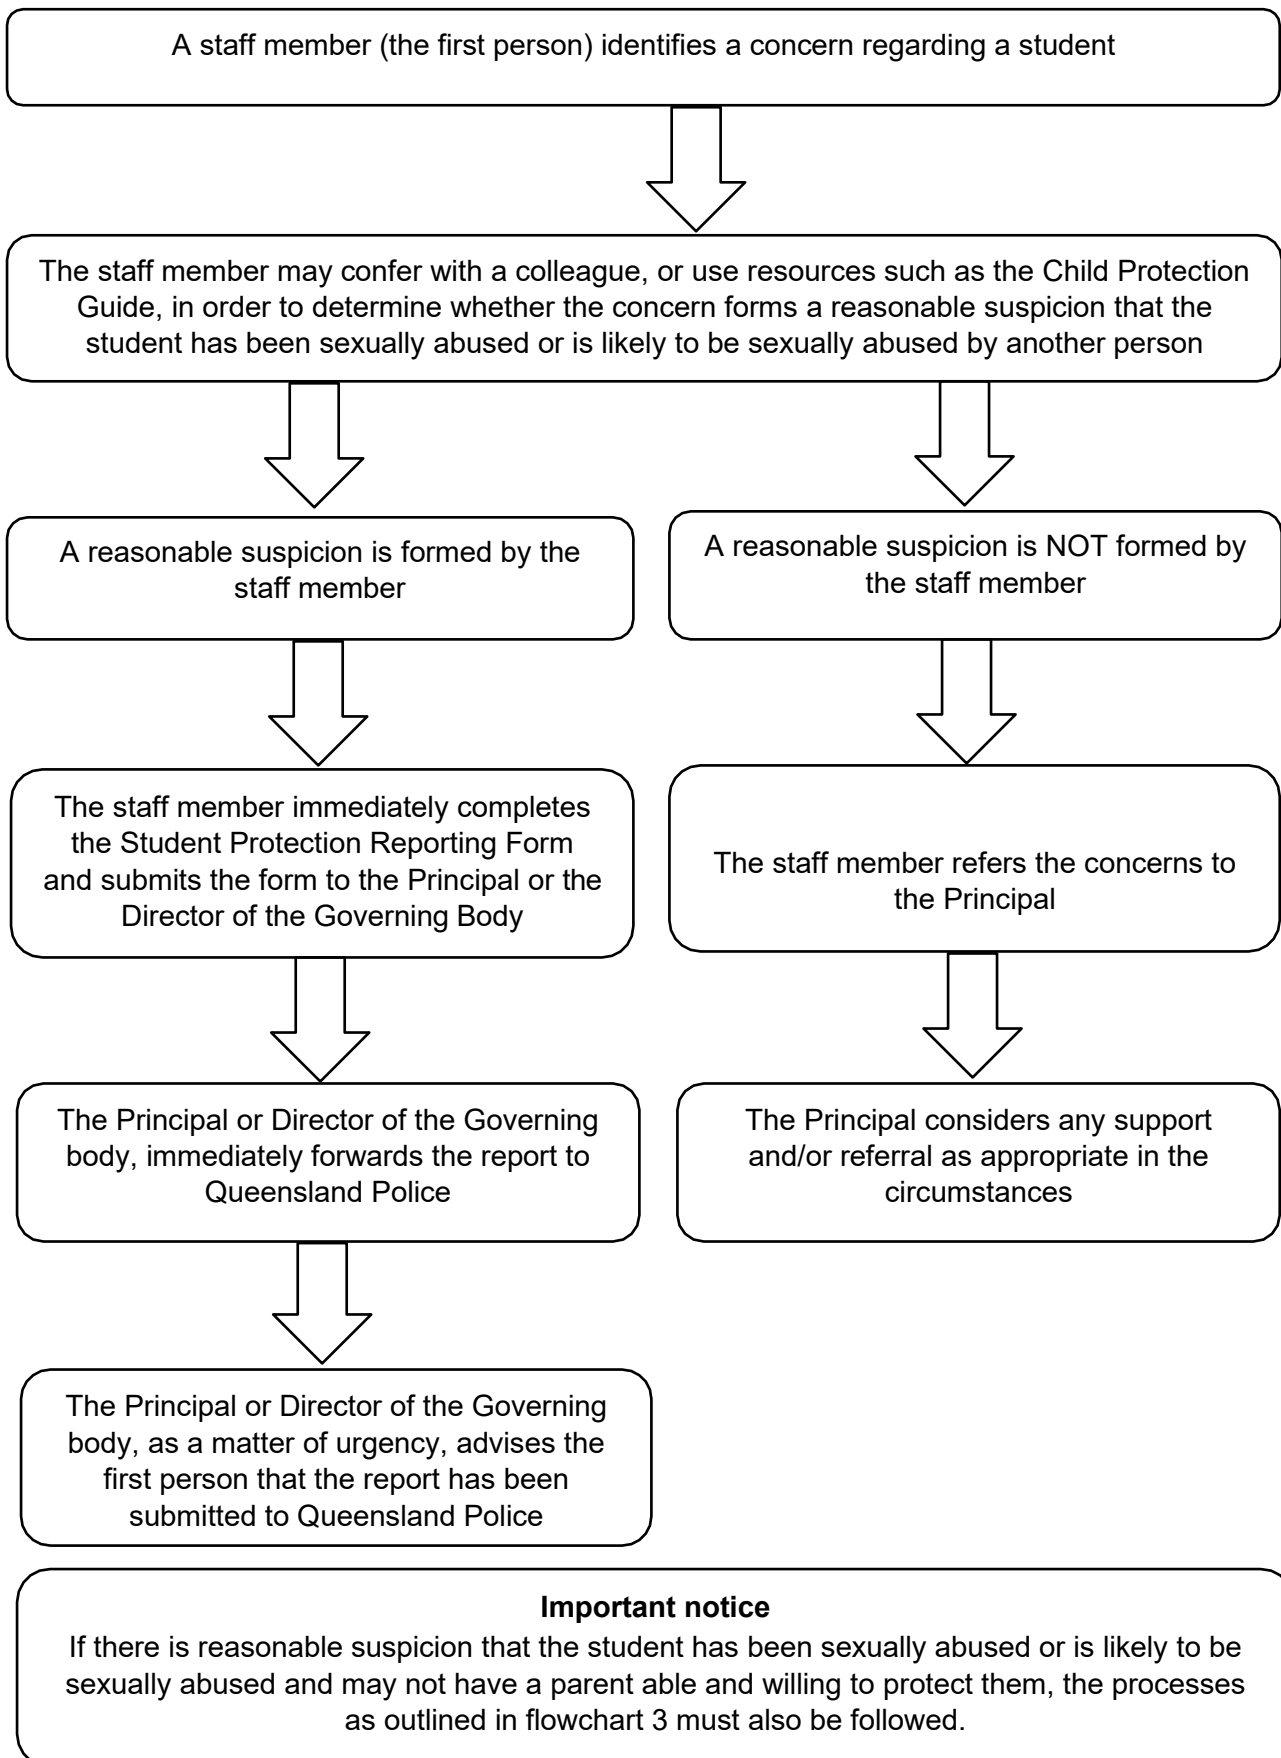 A staff member (the first person) identifies a concern regarding a student
The staff member may confer with a colleague, or use resources such as the Child Protection
Guide, in order to determine whether the concern forms a reasonable suspicion that the
student has been sexually abused or is likely to be sexually abused by another person
A reasonable suspicion is formed by the
staff member
A reasonable suspicion is NOT formed by
the staff member
The staff member immediately completes
the Student Protection Reporting Form
and submits the form to the Principal or the
Director of the Governing Body
The staff member refers the concerns to
the Principal
The Principal or Director of the Governing
body, immediately forwards the report to
Queensland Police
The Principal considers any support
and/or referral as appropriate in the
circumstances
The Principal or Director of the Governing
body, as a matter of urgency, advises the
first person that the report has been
submitted to Queensland Police
Important notice
If there is reasonable suspicion that the student has been sexually abused or is likely to be
sexually abused and may not have a parent able and willing to protect them, the processes
as outlined in flowchart 3 must also be followed.